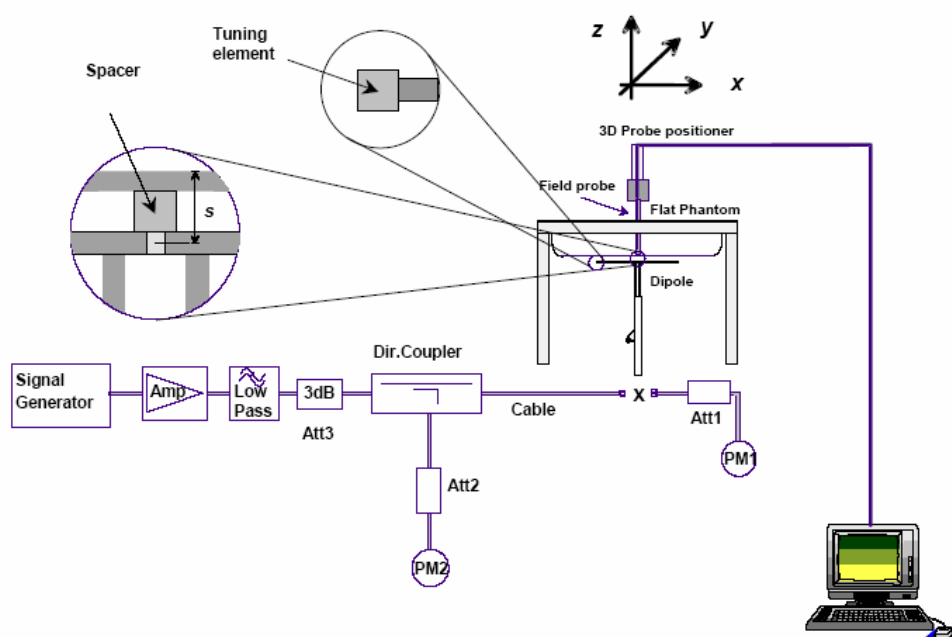 Tuning
element
Spacer
s
z
y
x
3D Probe positioner
Field probe
Flat Phantom
Dipole
Signal
Generator
Amp
Low
Pass
3dB
Att3
Dir.Coupler
Cable
x
Att1
PM1
Att2
PM2